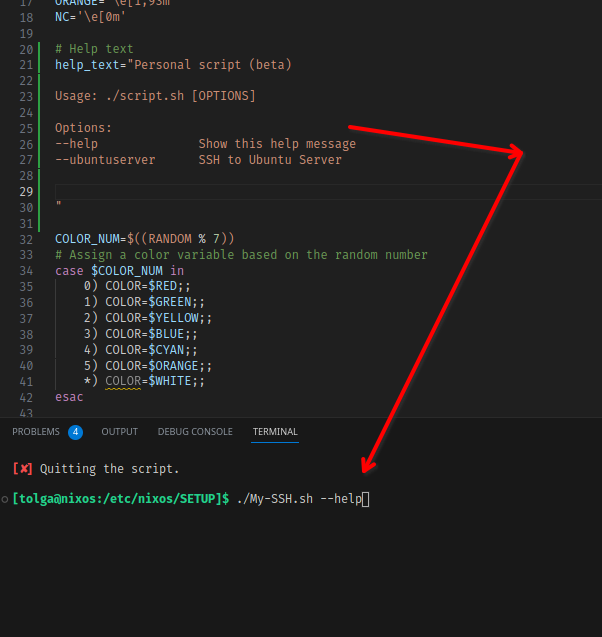 17 ORANGE='\e[1;93m'
18 NC='\e[0m'
19
20 # Help text
21 help_text="Personal script (beta)
22
23 Usage: ./script.sh [OPTIONS]
24
25 Options:
26 --help Show this help message
27 --ubuntuserver SSH to Ubuntu Server
28
29
30 "
31
32 COLOR_NUM=$((RANDOM % 7))
33 # Assign a color variable based on the random number
34 case $COLOR_NUM in
35 0) COLOR=$RED;;
36 1) COLOR=$GREEN;;
37 2) COLOR=$YELLOW;;
38 3) COLOR=$BLUE;;
39 4) COLOR=$CYAN;;
40 5) COLOR=$ORANGE;;
41 *) COLOR=$WHITE;;
42 esac
43
PROBLEMS 4 OUTPUT DEBUG CONSOLE TERMINAL
[✘] Quitting the script.
[tolga@nixos:/etc/nixos/SETUP]$ ./My-SSH.sh --help